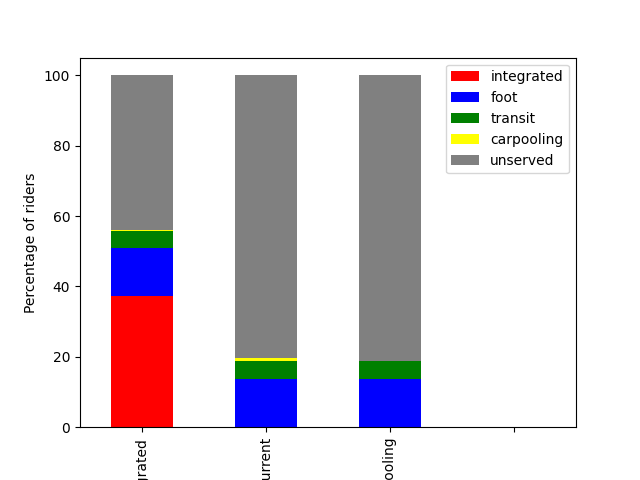 integrated
foot
transit
carpooling
unserved
Percentage of riders
100
80
60
40
20
0
grated
urrent
ooling